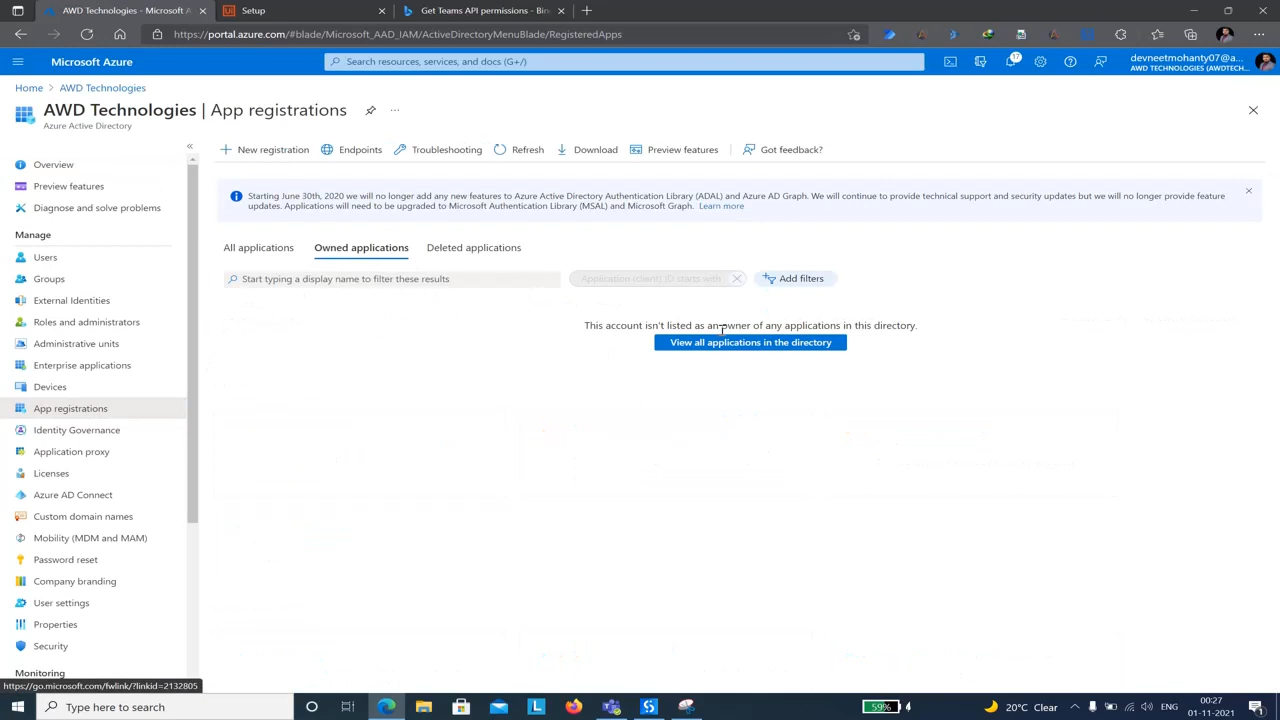 AWD Technologies - Microsoft A
Setup
Get Teams API permissions - Bin
https://portal.azure.com/#blade/Microsoft_AAD_IAM/ActiveDirectoryMenuBlade/RegisteredApps
Microsoft Azure
Search resources, services, and docs (G+/)
17
devneetmohanty07@a...
AWD TECHNOLOGIES (AWDTECH...
Home > AWD Technologies
AWD Technologies | App registrations
Azure Active Directory
New registration
Endpoints
Troubleshooting
Refresh
Download
Preview features
Got feedback?
Starting June 30th, 2020 we will no longer add any new features to Azure Active Directory Authentication Library (ADAL) and Azure AD Graph. We will continue to provide technical support and security updates but we will no longer provide feature
updates. Applications will need to be upgraded to Microsoft Authentication Library (MSAL) and Microsoft Graph. Learn more
All applications
Owned applications
Deleted applications
Start typing a display name to filter these results
Application (client) ID starts with
Add filters
This account isn't listed as an owner of any applications in this directory.
View all applications in the directory
Overview
Preview features
Diagnose and solve problems
Manage
Users
Groups
External Identities
Roles and administrators
Administrative units
Enterprise applications
Devices
App registrations
Identity Governance
Application proxy
Licenses
Azure AD Connect
Custom domain names
Mobility (MDM and MAM)
Password reset
Company branding
User settings
Properties
Security
Monitoring
https://go.microsoft.com/fwlink/?linkid=2132805
Type here to search
59%
20°C Clear
ENG
00:27
01-11-2021